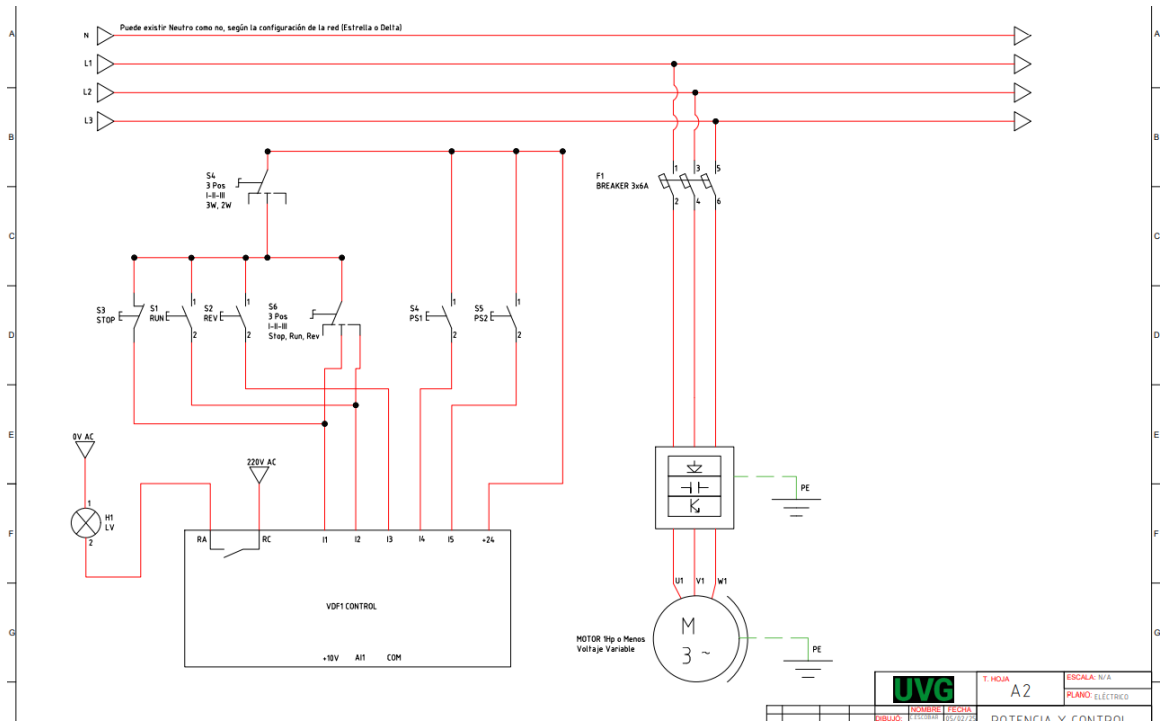 A
A
N
Puede existir Neutro como no, según la configuración de la red (Estrella o Delta)
L1
L2
L3
B
B
S4
3 Pos
I-II-III
3W, 2W
F1
BREAKER 3x6A
1 3 5
2 4 6
C
C
S3
STOP
S1
RUN
1
2
S2
REV
1
2
S6
3 Pos
I-II-III
Stop, Run, Rev
S4
PS1
1
2
S5
PS2
1
2
D
D
E
E
0V AC
220V AC
PE
1
H1
LV
2
F
F
RA RC I1 I2 I3 I4 I5 +24
VDF1 CONTROL
+10V AI1 COM
U1 V1 W1
M
3 ~
MOTOR 1Hp o Menos
Voltaje Variable
PE
G
G
UVG
T. HOJA
A2
ESCALA: N/A
PLANO: ELÉCTRICO
NOMBRE FECHA
DIBUJO: E.ESCOBAR 05/02/25
POTENCIA Y CONTROL